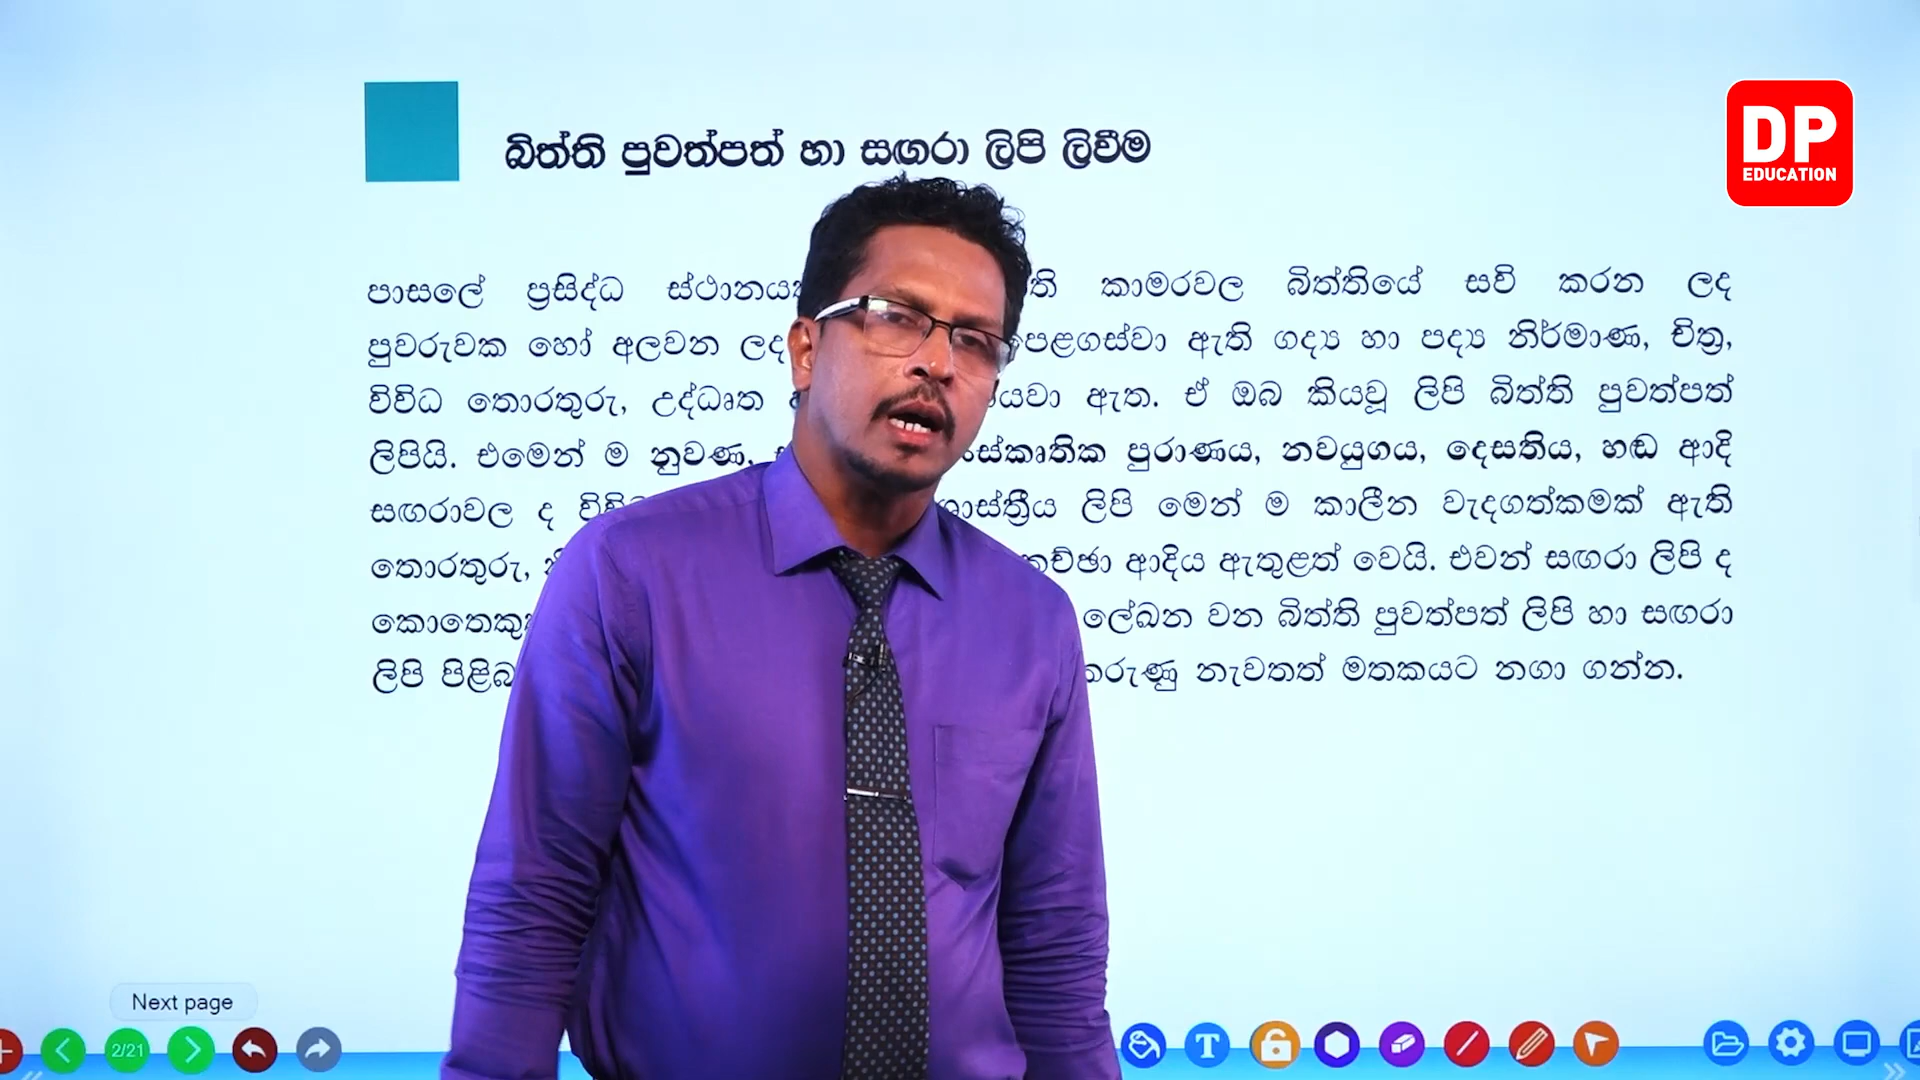 බිත්ති පුවත්පත් හා සඟරා ලිපි ලිවීම
DP
EDUCATION
පාසලේ ප්‍රසිද්ධ කාමරවල බිත්තියේ සවි කරන ලද
පුවරුවක හෝ අලවන ලද පෙළගස්වා ඇති ගද්‍ය හා පද්‍ය නිර්මාණ, චිත්‍ර,
විවිධ තොරතුරු, උද්ධෘත ඇත. ඒ ඔබ කියවූ ලිපි බිත්ති පුවත්පත්
ලිපියි. එමෙන් ම නුවණ, පුරාණය, නවයුගය, දෙසතිය, හඬ ආදි
සඟරාවල ද ලිපි මෙන් ම කාලීන වැදගත්කමක් ඇති
තොරතුරු, ආදිය ඇතුළත් වෙයි. එවන් සඟරා ලිපි ද
ලේඛන වන බිත්ති පුවත්පත් ලිපි හා සඟරා
ලිපි කරුණු නැවතත් මතකයට නගා ගන්න.
Next page
2/21
T